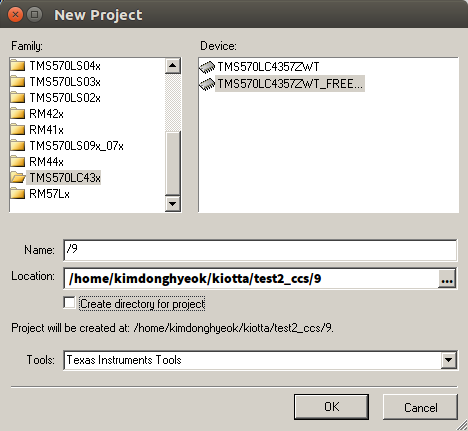 New Project
Family:
Device:
TMS570LS04x
TMS570LS03x
TMS570LS02x
RM42x
RM41x
TMS570LS09x_07x
RM44x
TMS570LC43x
RM57Lx
TMS570LC4357ZWT
TMS570LC4357ZWT_FREE...
Name:
/9
Location:
/home/kimdonghyeok/kiotta/test2_ccs/9
...
Create directory for project
Project will be created at: /home/kimdonghyeok/kiotta/test2_ccs/9.
Tools:
Texas Instruments Tools
OK
Cancel